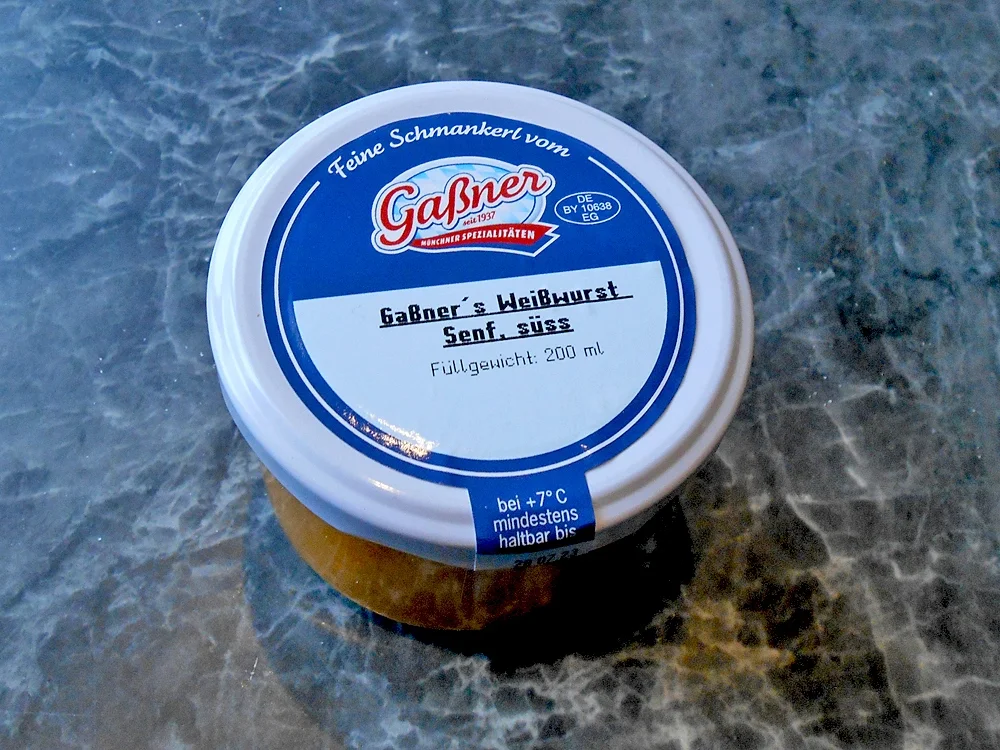 Feine Schmankerl vom
Gaßner
seit 1937
MÜNCHNER SPEZIALITÄTEN
DE
BY 10638
EG
Gaßner´s Weißwurst
Senf, süss
Füllgewicht: 200 ml
bei +7° C
mindestens
haltbar bis